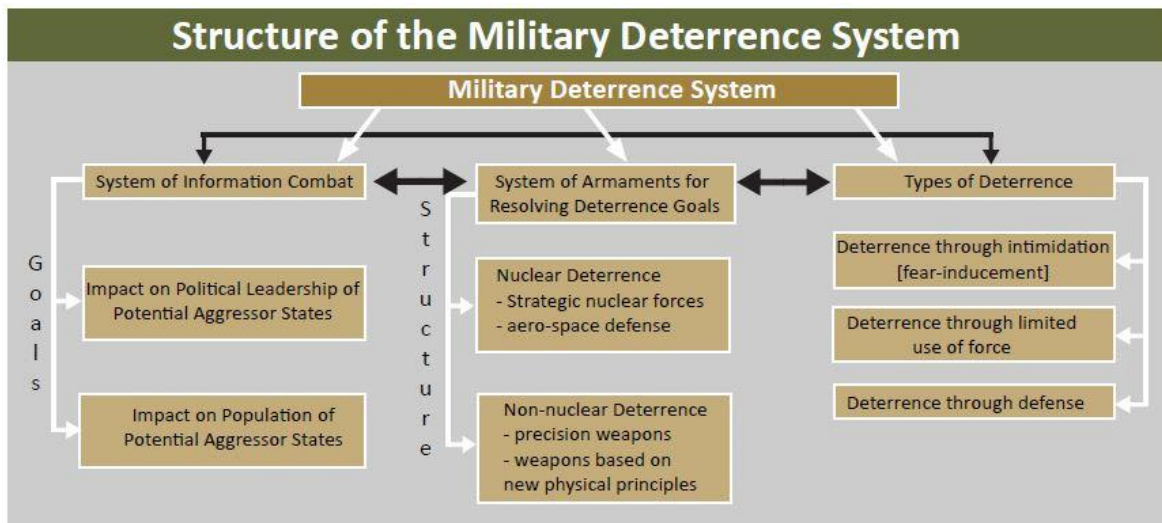 Structure of the Military Deterrence System
Military Deterrence System
System of Information Combat
Goals
Impact on Political Leadership of
Potential Aggressor States
Impact on Population of
Potential Aggressor States
System of Armaments for
Resolving Deterrence Goals
Structure
Nuclear Deterrence
- Strategic nuclear forces
- aero-space defense
Non-nuclear Deterrence
- precision weapons
- weapons based on
new physical principles
Types of Deterrence
Deterrence through intimidation
[fear-inducement]
Deterrence through limited
use of force
Deterrence through defense